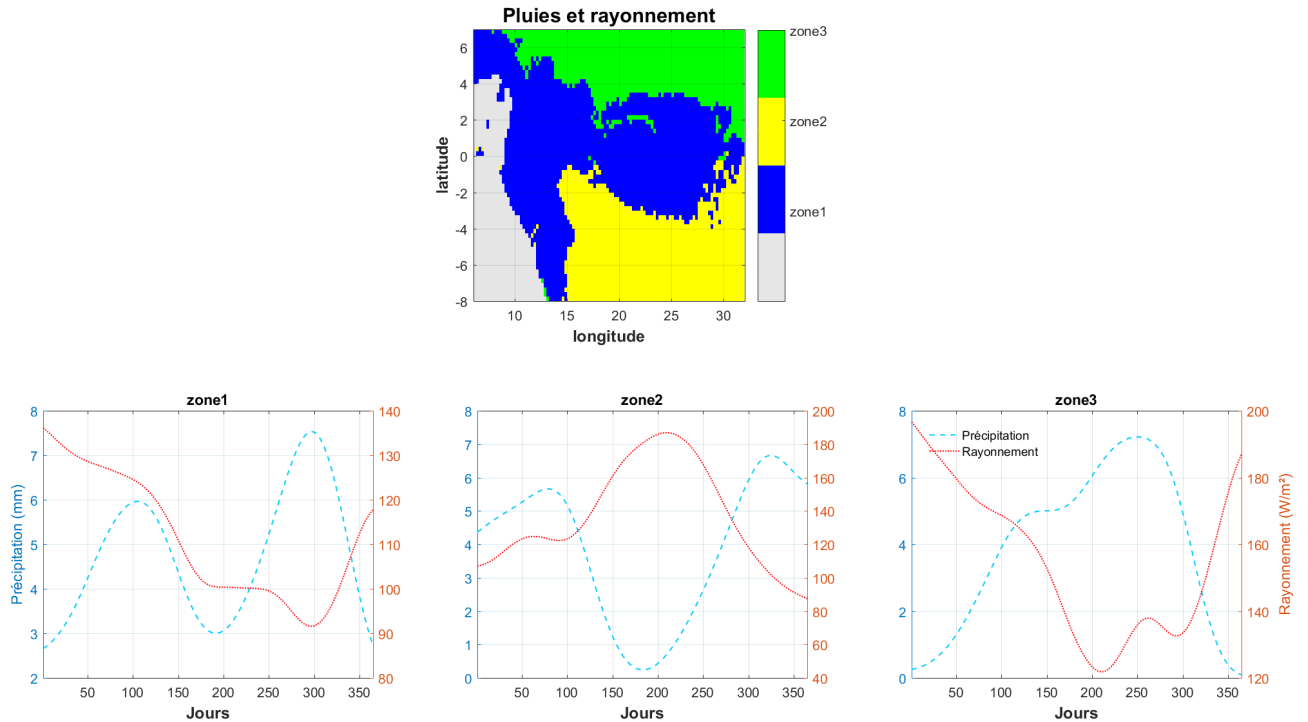 Pluies et rayonnement
zone3
zone2
zone1
6
4
2
0
-2
-4
-6
-8
latitude
10 15 20 25 30
longitude
zone1
8
7
6
5
4
3
2
Précipitation (mm)
140
130
120
110
100
90
80
50 100 150 200 250 300 350
Jours
zone2
8
7
6
5
4
3
2
1
0
200
180
160
140
120
100
80
60
40
50 100 150 200 250 300 350
Jours
zone3
Précipitation
Rayonnement
8
6
4
2
0
200
180
160
140
120
Rayonnement (W/m²)
50 100 150 200 250 300 350
Jours